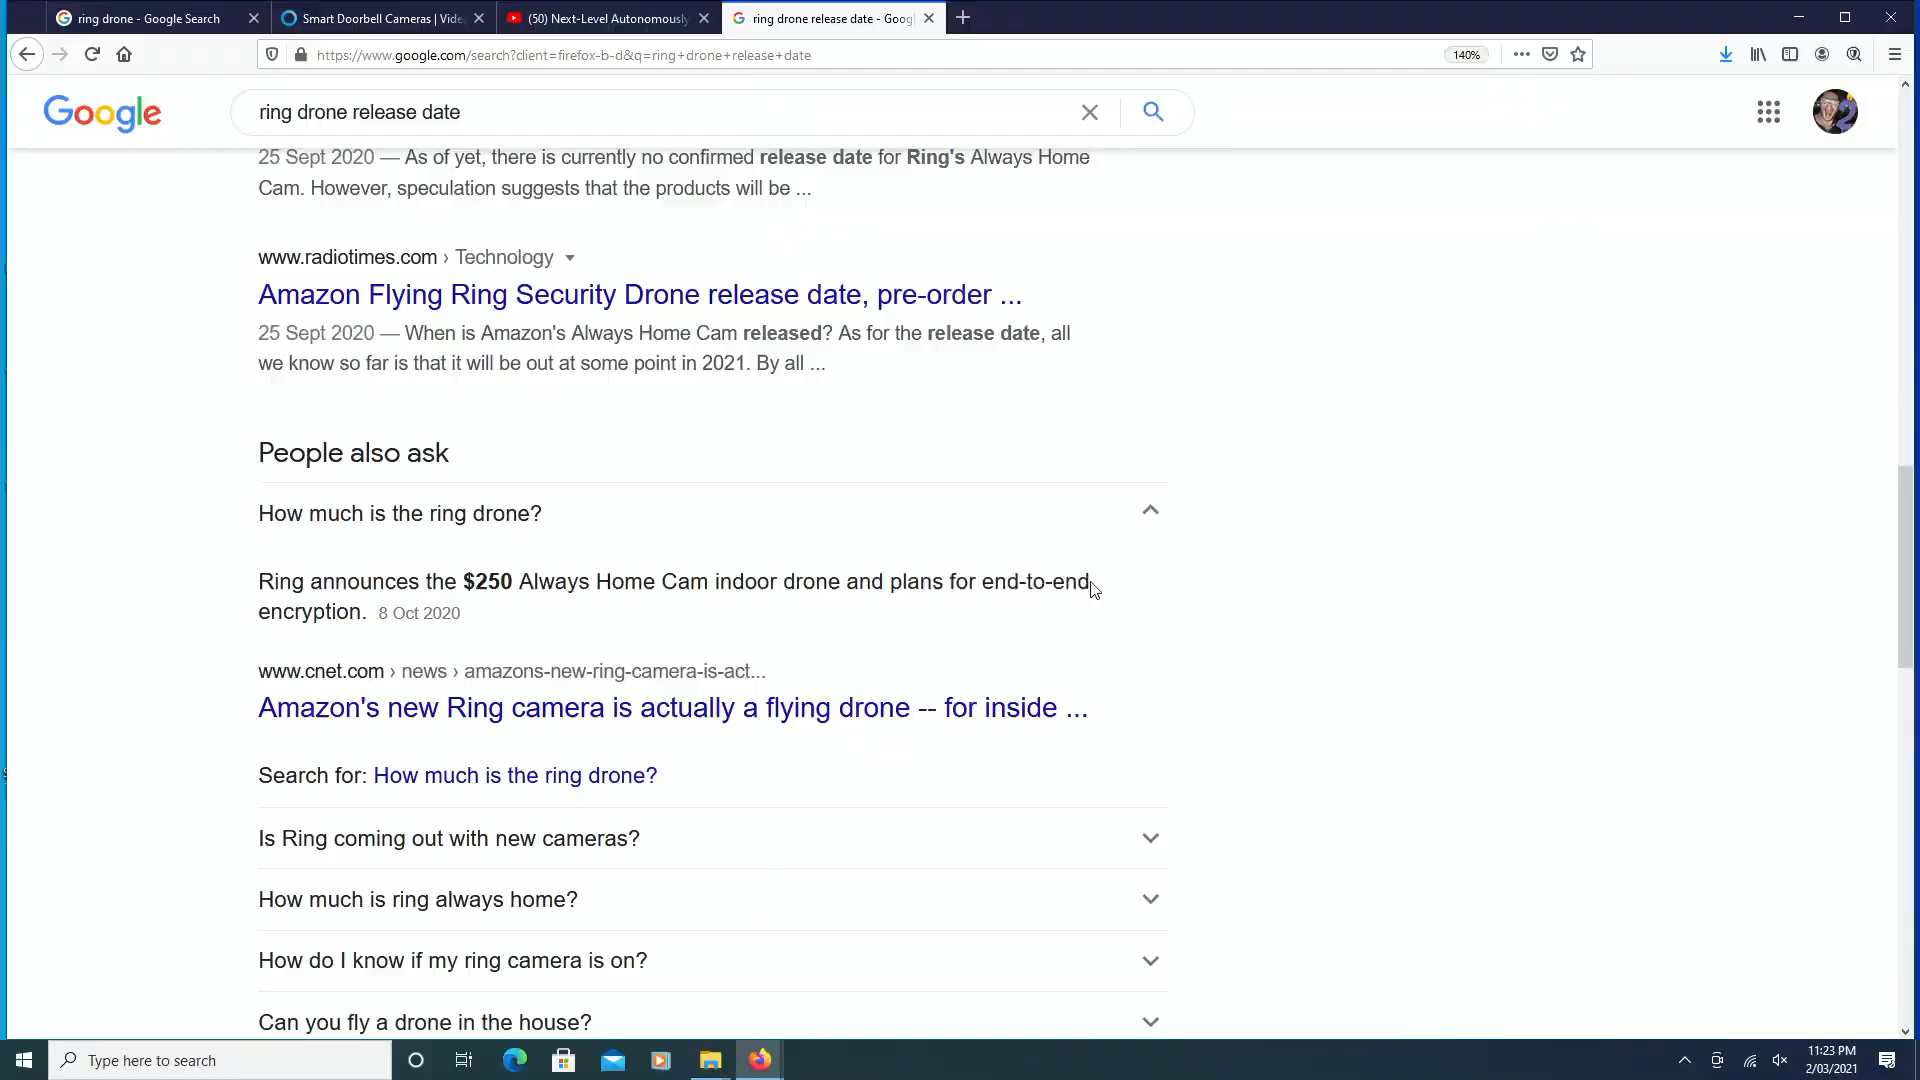 ring drone - Google Search
Smart Doorbell Cameras | Vide
(50) Next-Level Autonomously
ring drone release date - Goog
https://www.google.com/search?client=firefox-b-d&q=ring+drone+release+date
140%
Google
ring drone release date
25 Sept 2020 — As of yet, there is currently no confirmed release date for Ring's Always Home
Cam. However, speculation suggests that the products will be ...
www.radiotimes.com › Technology
Amazon Flying Ring Security Drone release date, pre-order ...
25 Sept 2020 — When is Amazon's Always Home Cam released? As for the release date, all
we know so far is that it will be out at some point in 2021. By all ...
People also ask
How much is the ring drone?
Ring announces the $250 Always Home Cam indoor drone and plans for end-to-end
encryption. 8 Oct 2020
www.cnet.com › news › amazons-new-ring-camera-is-act...
Amazon's new Ring camera is actually a flying drone -- for inside ...
Search for: How much is the ring drone?
Is Ring coming out with new cameras?
How much is ring always home?
How do I know if my ring camera is on?
Can you fly a drone in the house?
Type here to search
11:23 PM
2/03/2021